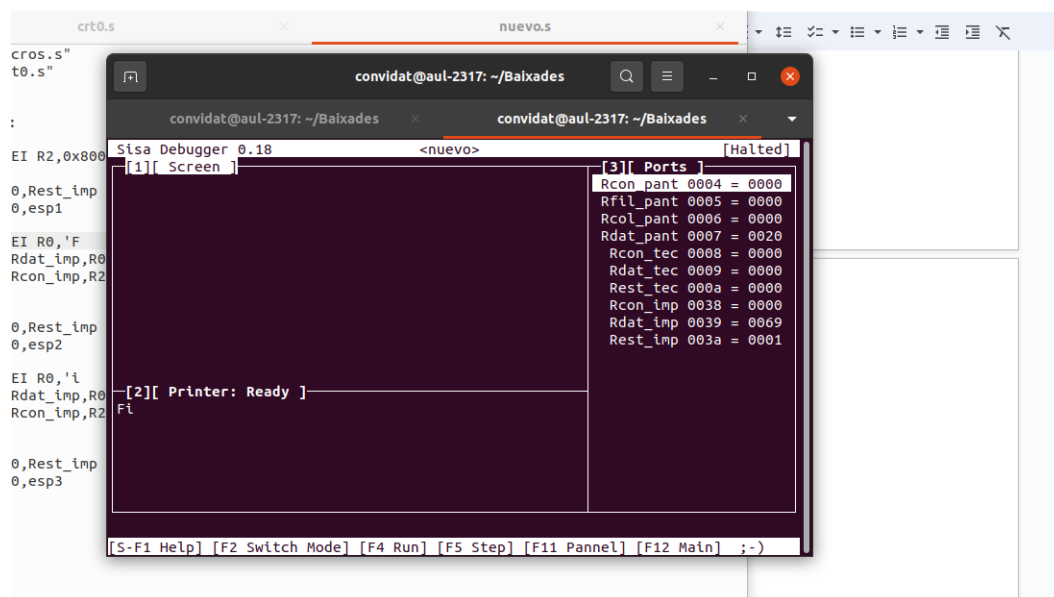 crt0.s
nuevo.s
cros.s"
t0.s"
:
EI R2,0x800
0,Rest_imp
0,esp1
EI R0,'F
Rdat_imp,R0
Rcon_imp,R2
0,Rest_imp
0,esp2
EI R0,'i
Rdat_imp,R0
Rcon_imp,R2
0,Rest_imp
0,esp3
convidat@aul-2317: ~/Baixades
convidat@aul-2317: ~/Baixades
convidat@aul-2317: ~/Baixades
Sisa Debugger 0.18 <nuevo> [Halted]
[1][ Screen ]
[3][ Ports ]
Rcon_pant 0004 = 0000
Rfil_pant 0005 = 0000
Rcol_pant 0006 = 0000
Rdat_pant 0007 = 0020
Rcon_tec 0008 = 0000
Rdat_tec 0009 = 0000
Rest_tec 000a = 0000
Rcon_imp 0038 = 0000
Rdat_imp 0039 = 0069
Rest_imp 003a = 0001
[2][ Printer: Ready ]
Fi
[S-F1 Help] [F2 Switch Mode] [F4 Run] [F5 Step] [F11 Pannel] [F12 Main] ;-)